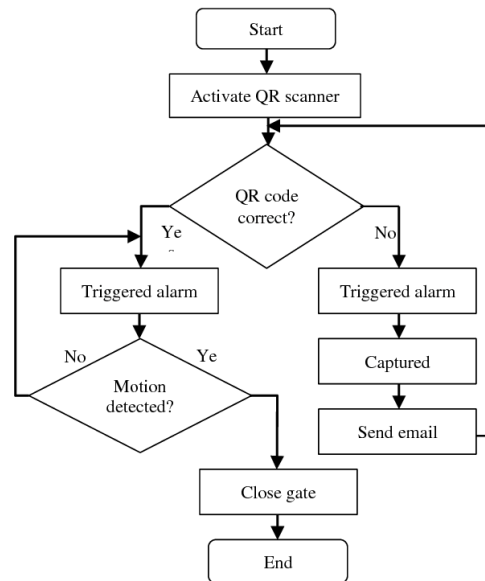 Start
Activate QR scanner
QR code
correct?
Ye
No
Triggered alarm
Triggered alarm
No
Ye
Captured
Motion
detected?
Send email
Close gate
End